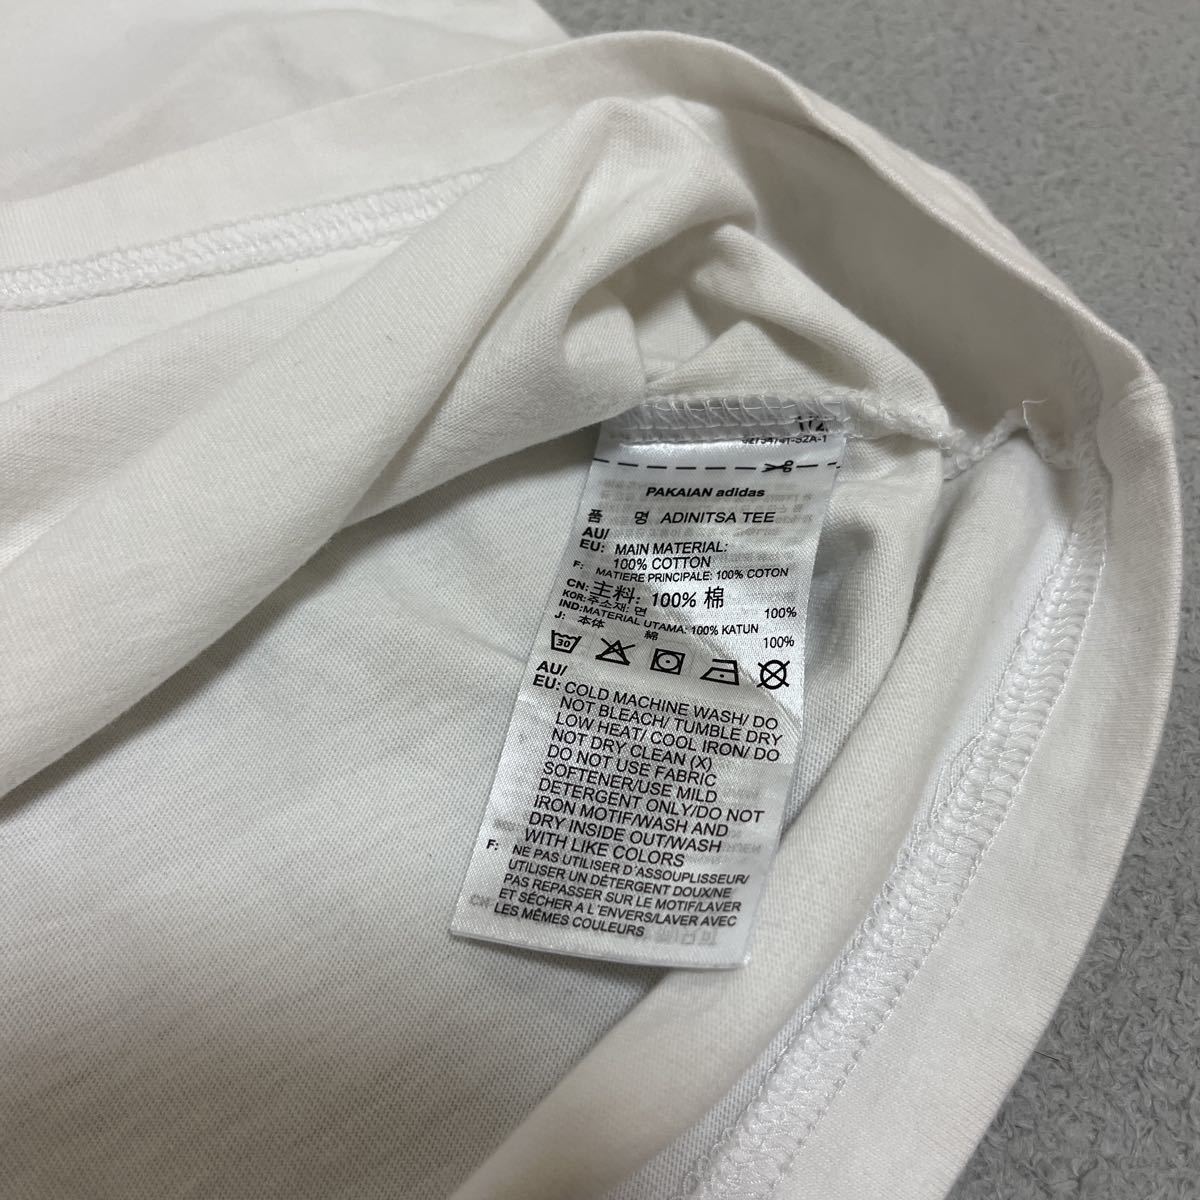 1/2
PAKAIAN adidas
品 명 ADINITSA TEE
AU/
EU: MAIN MATERIAL:
100% COTTON
F: MATIERE PRINCIPALE: 100% COTON
CN: 主料: 100% 棉
KOR: 주소재: 면 100%
IND: MATERIAL UTAMA: 100% KATUN
J: 本体 綿 100%
30
AU/
EU: COLD MACHINE WASH/ DO
NOT BLEACH/ TUMBLE DRY
LOW HEAT/ COOL IRON/ DO
NOT DRY CLEAN (X)
DO NOT USE FABRIC
SOFTENER/USE MILD
DETERGENT ONLY/DO NOT
IRON MOTIF/WASH AND
DRY INSIDE OUT/WASH
WITH LIKE COLORS
F: NE PAS UTILISER D'ASSOUPLISSEUR/
UTILISER UN DÉTERGENT DOUX/NE
PAS REPASSER SUR LE MOTIF/LAVER
ET SÉCHER A L'ENVERS/LAVER AVEC
LES MÊMES COULEURS